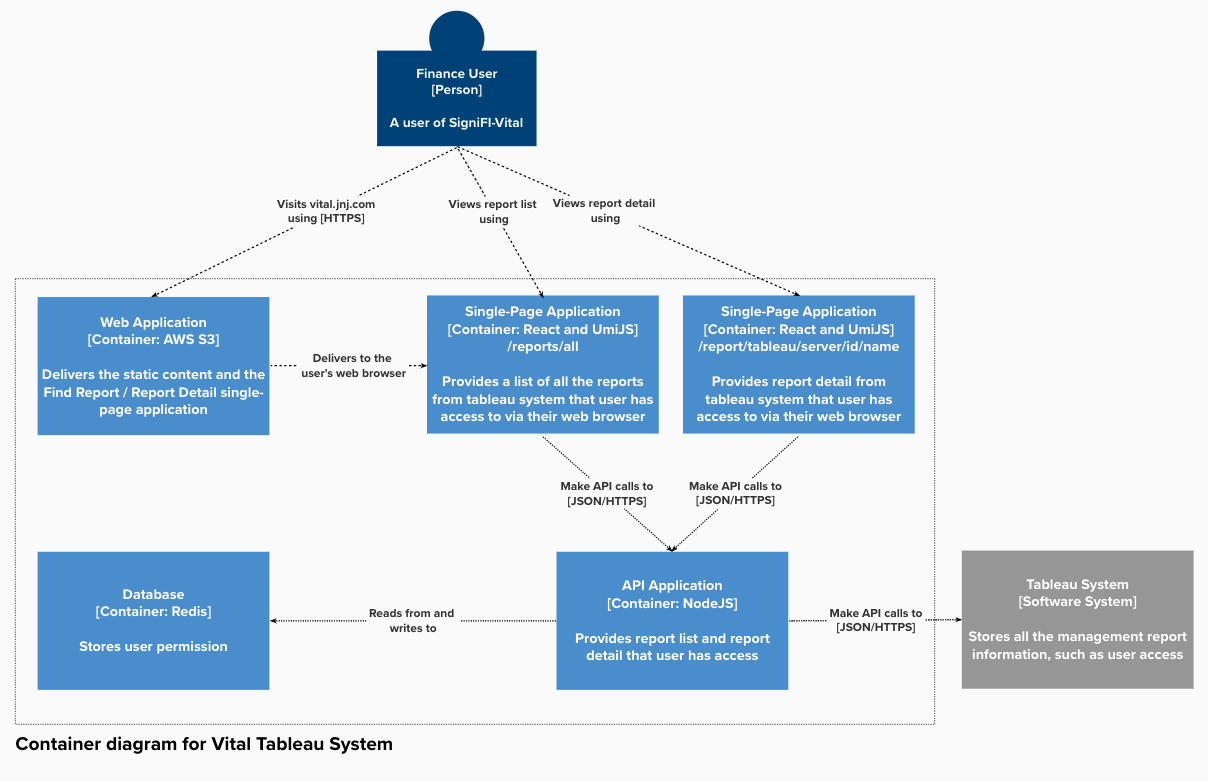 Finance User
[Person]
A user of SigniFI-Vital
Visits vital.jnj.com
using [HTTPS]
Views report list
using
Views report detail
using
Web Application
[Container: AWS S3]
Delivers the static content and the
Find Report / Report Detail single-
page application
Delivers to the
user's web browser
Single-Page Application
[Container: React and UmiJS]
/reports/all
Provides a list of all the reports
from tableau system that user has
access to via their web browser
Single-Page Application
[Container: React and UmiJS]
/report/tableau/server/id/name
Provides report detail from
tableau system that user has
access to via their web browser
Make API calls to
[JSON/HTTPS]
Make API calls to
[JSON/HTTPS]
Database
[Container: Redis]
Stores user permission
Reads from and
writes to
API Application
[Container: NodeJS]
Provides report list and report
detail that user has access
Make API calls to
[JSON/HTTPS]
Tableau System
[Software System]
Stores all the management report
information, such as user access
Container diagram for Vital Tableau System